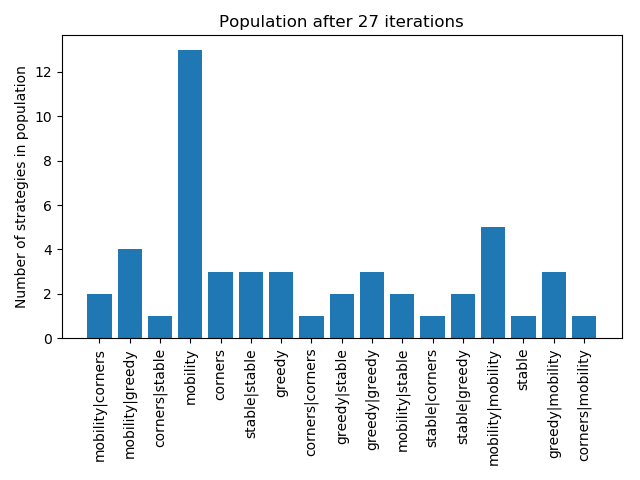 Population after 27 iterations
Number of strategies in population
12
10
8
6
4
2
0
mobility|corners
mobility|greedy
corners|stable
mobility
corners
stable|stable
greedy
corners|corners
greedy|stable
greedy|greedy
mobility|stable
stable|corners
stable|greedy
mobility|mobility
stable
greedy|mobility
corners|mobility